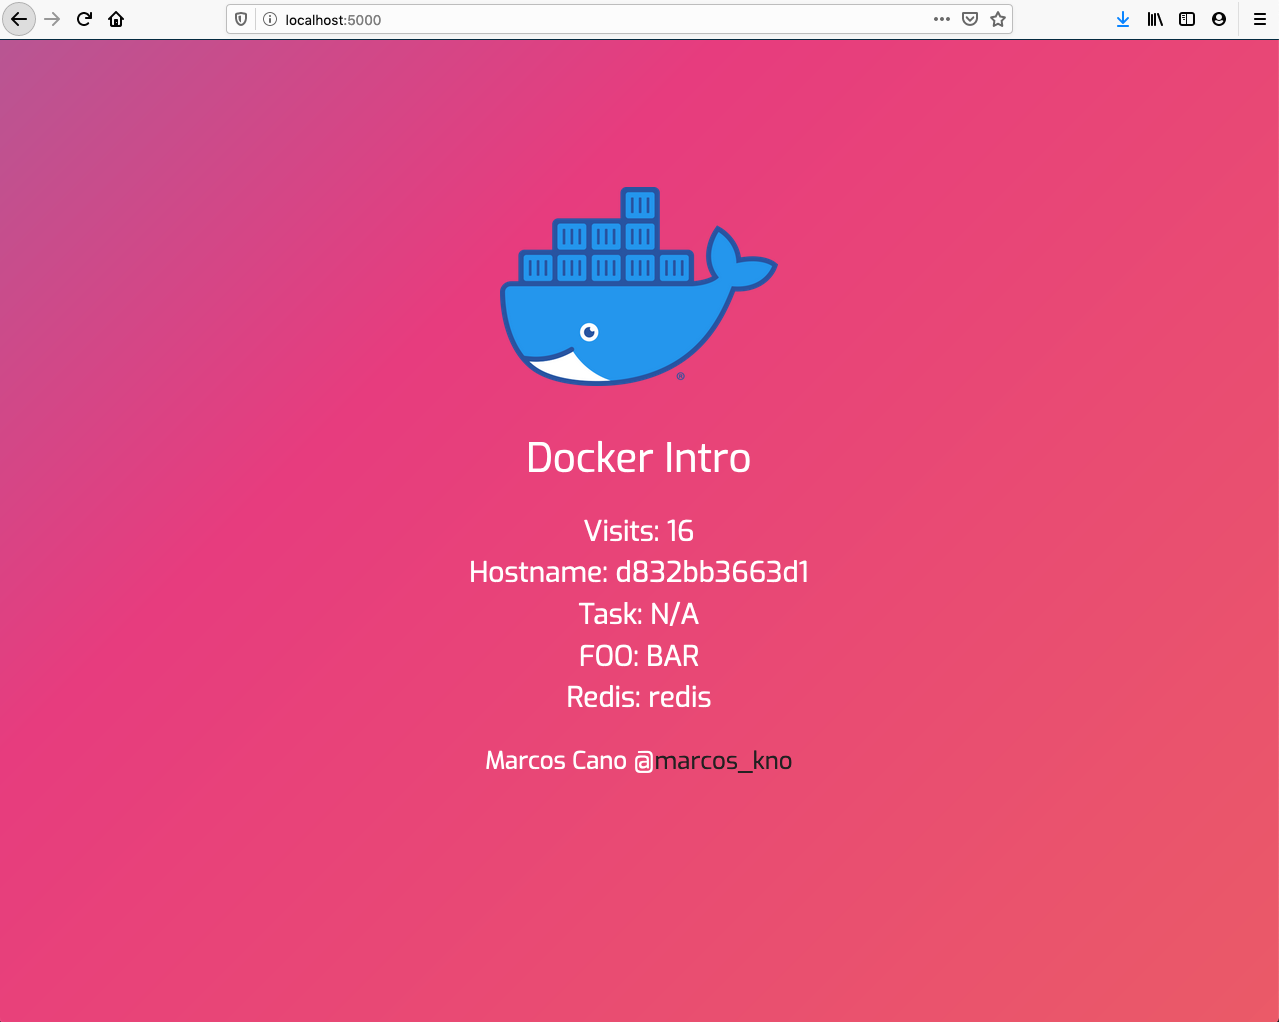 localhost:5000
Docker Intro
Visits: 16
Hostname: d832bb3663d1
Task: N/A
FOO: BAR
Redis: redis
Marcos Cano @marcos_kno